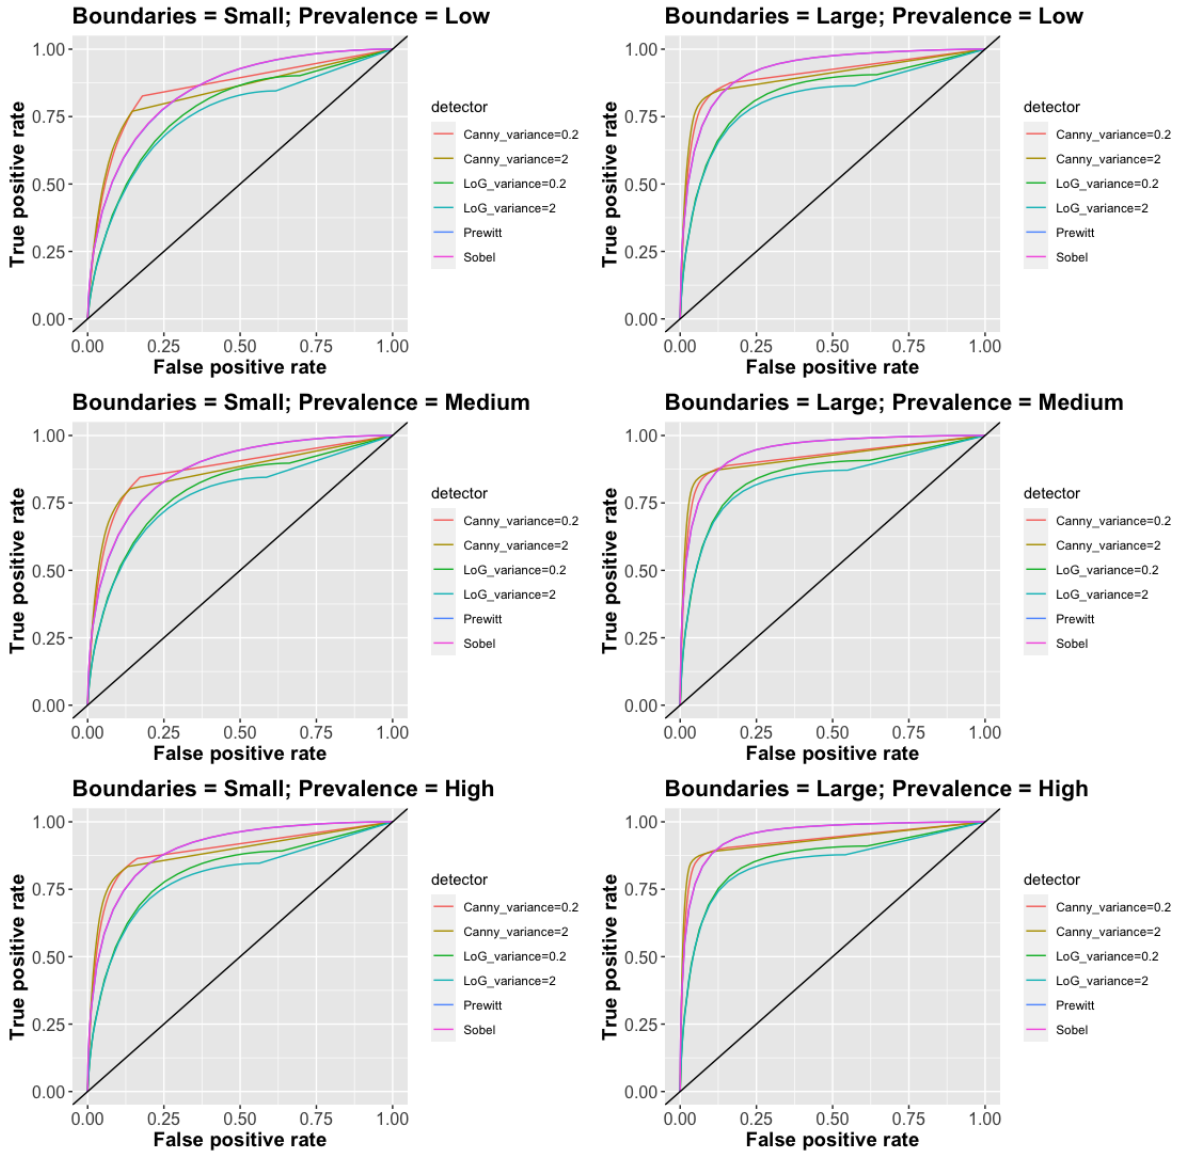 Boundaries = Small; Prevalence = Low
True positive rate
1.00
0.75
0.50
0.25
0.00
0.00 0.25 0.50 0.75 1.00
False positive rate
detector
Canny_variance=0.2
Canny_variance=2
LoG_variance=0.2
LoG_variance=2
Prewitt
Sobel
Boundaries = Large; Prevalence = Low
True positive rate
1.00
0.75
0.50
0.25
0.00
0.00 0.25 0.50 0.75 1.00
False positive rate
detector
Canny_variance=0.2
Canny_variance=2
LoG_variance=0.2
LoG_variance=2
Prewitt
Sobel
Boundaries = Small; Prevalence = Medium
True positive rate
1.00
0.75
0.50
0.25
0.00
0.00 0.25 0.50 0.75 1.00
False positive rate
detector
Canny_variance=0.2
Canny_variance=2
LoG_variance=0.2
LoG_variance=2
Prewitt
Sobel
Boundaries = Large; Prevalence = Medium
True positive rate
1.00
0.75
0.50
0.25
0.00
0.00 0.25 0.50 0.75 1.00
False positive rate
detector
Canny_variance=0.2
Canny_variance=2
LoG_variance=0.2
LoG_variance=2
Prewitt
Sobel
Boundaries = Small; Prevalence = High
True positive rate
1.00
0.75
0.50
0.25
0.00
0.00 0.25 0.50 0.75 1.00
False positive rate
detector
Canny_variance=0.2
Canny_variance=2
LoG_variance=0.2
LoG_variance=2
Prewitt
Sobel
Boundaries = Large; Prevalence = High
True positive rate
1.00
0.75
0.50
0.25
0.00
0.00 0.25 0.50 0.75 1.00
False positive rate
detector
Canny_variance=0.2
Canny_variance=2
LoG_variance=0.2
LoG_variance=2
Prewitt
Sobel